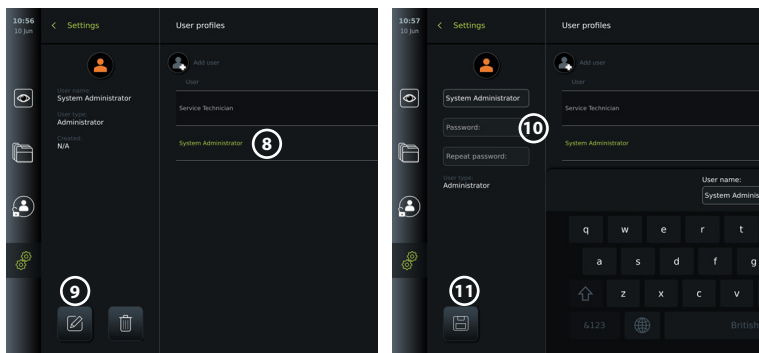 10:56
10 Jun
Settings
User profiles
Add user
User
User name:
System Administrator
User type:
Administrator
Created:
N/A
Service Technician
System Administrator
8
9
10:57
10 Jun
Settings
User profiles
Add user
User
System Administrator
Password:
10
Repeat password:
User type:
Administrator
Service Technician
System Administrator
User name:
System Adminis
q w e r t
a s d f g
z x c v
&123
British
11